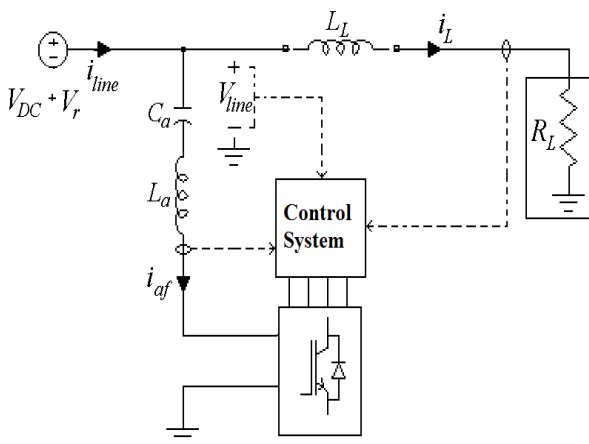 L_L
i_L
i_line
V_DC + V_r
+
V_line
−
C_a
R_L
L_a
Control
System
i_af